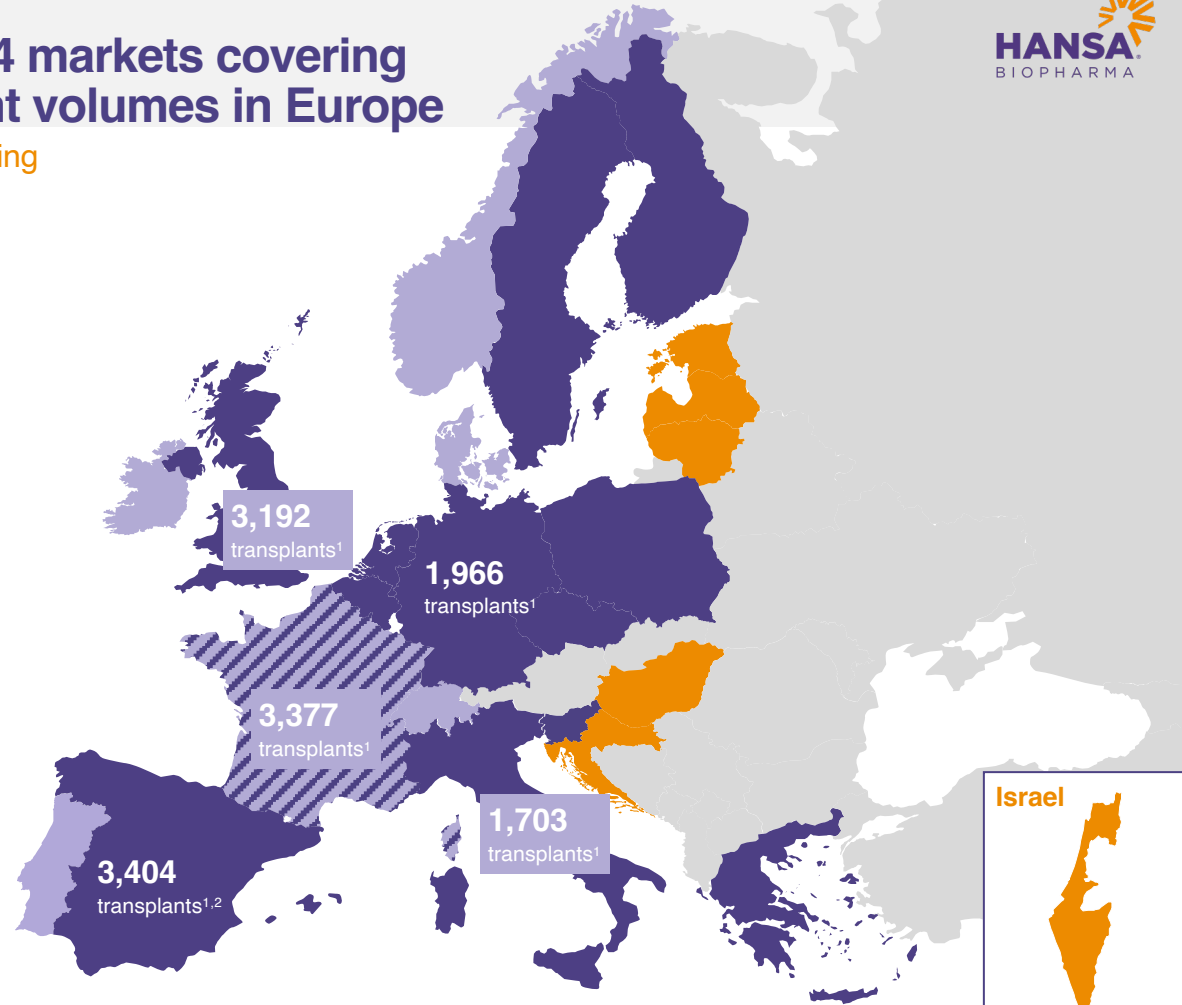 4 markets covering
nt volumes in Europe
ing
HANSA
BIOPHARMA
3,192
transplants¹
1,966
transplants¹
3,377
transplants¹
1,703
transplants¹
3,404
transplants¹,²
Israel